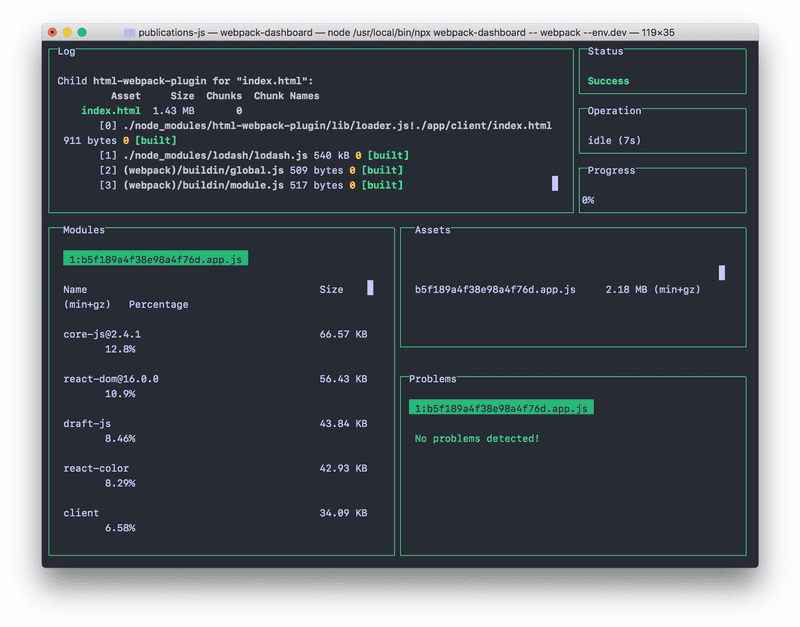 publications-js — webpack-dashboard — node /usr/local/bin/npx webpack-dashboard -- webpack --env.dev — 119×35
Log
Child html-webpack-plugin for "index.html":
Asset Size Chunks Chunk Names
index.html 1.43 MB 0
[0] ./node_modules/html-webpack-plugin/lib/loader.js!./app/client/index.html
911 bytes 0 [built]
[1] ./node_modules/lodash/lodash.js 540 kB 0 [built]
[2] (webpack)/buildin/global.js 509 bytes 0 [built]
[3] (webpack)/buildin/module.js 517 bytes 0 [built]
Status
Success
Operation
idle (7s)
Progress
0%
Modules
1:b5f189a4f38e98a4f76d.app.js
Name Size
(min+gz) Percentage
core-js@2.4.1 66.57 KB
12.8%
react-dom@16.0.0 56.43 KB
10.9%
draft-js 43.84 KB
8.46%
react-color 42.93 KB
8.29%
client 34.09 KB
6.58%
Assets
b5f189a4f38e98a4f76d.app.js 2.18 MB (min+gz)
Problems
1:b5f189a4f38e98a4f76d.app.js
No problems detected!